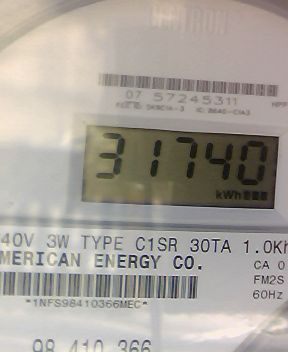 07 57245311
31740
kWh
40V 3W TYPE C1SR 30TA 1.0Kh
MERICAN ENERGY CO.
CA 0
FM2S
60Hz
*1NFS98410366MEC*
98 410 366